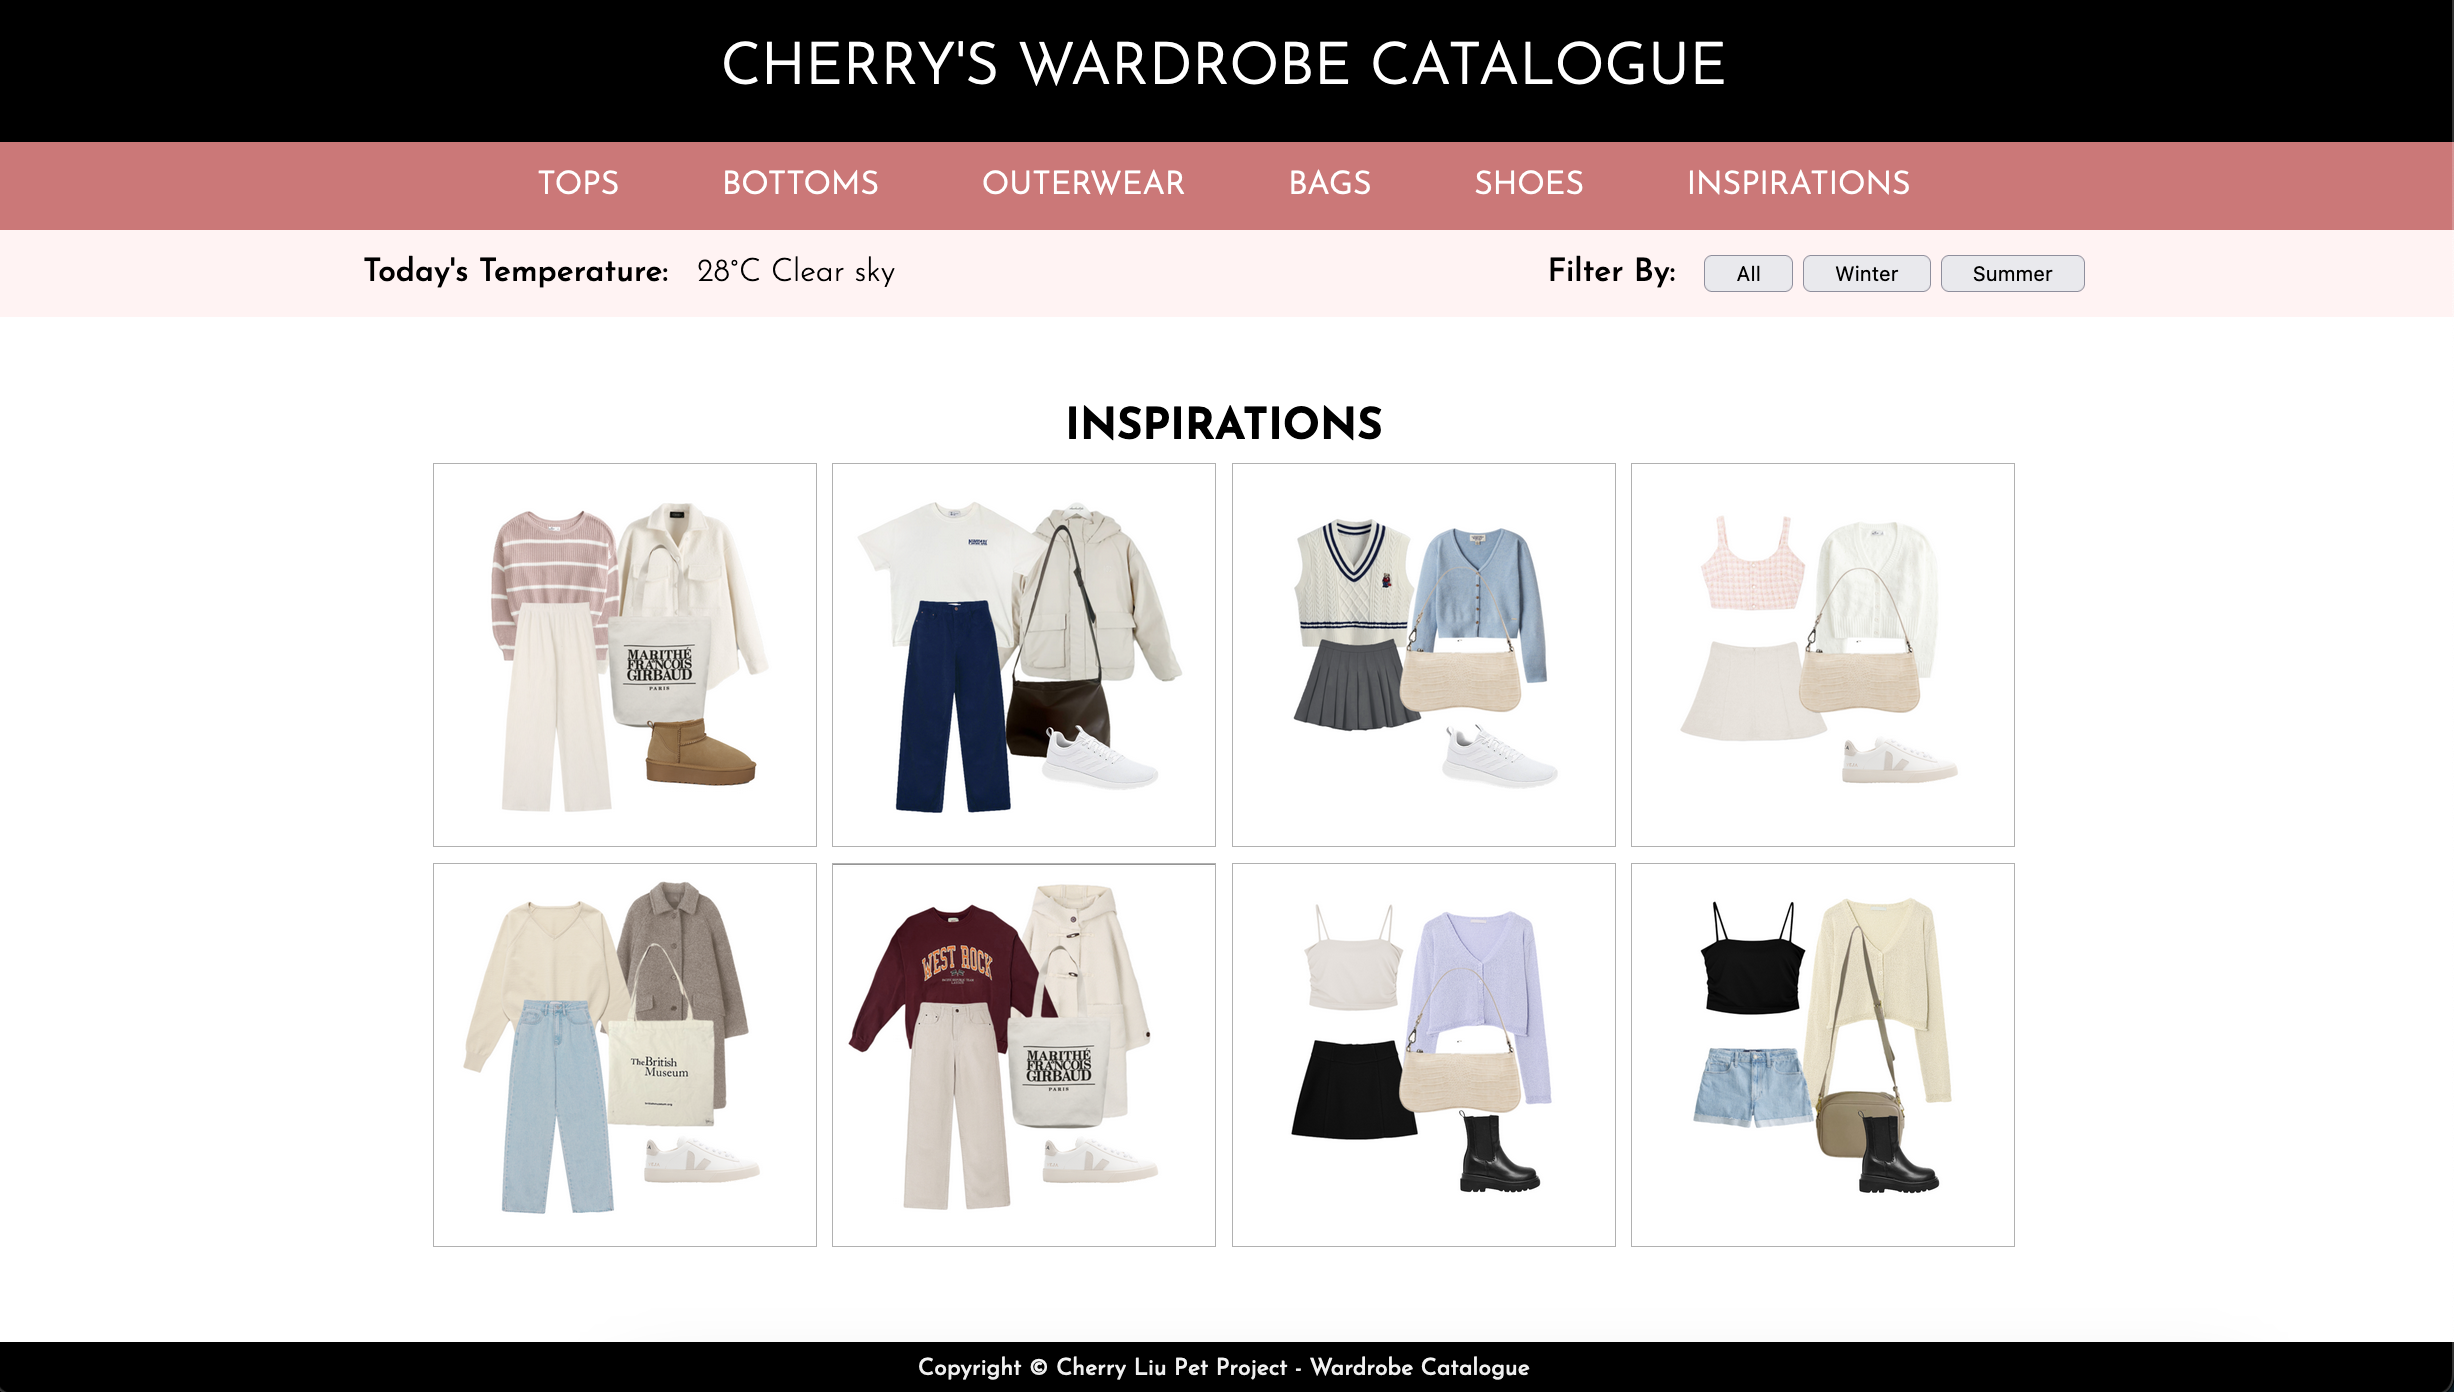 CHERRY'S WARDROBE CATALOGUE
TOPS
BOTTOMS
OUTERWEAR
BAGS
SHOES
INSPIRATIONS
Today's Temperature: 28°C Clear sky
Filter By:
All
Winter
Summer
INSPIRATIONS
MARITHÉ
FRANCOIS
GIRBAUD
PARIS
The British
Museum
WEST ROCK
MARITHÉ
FRANCOIS
GIRBAUD
PARIS
Copyright © Cherry Liu Pet Project - Wardrobe Catalogue